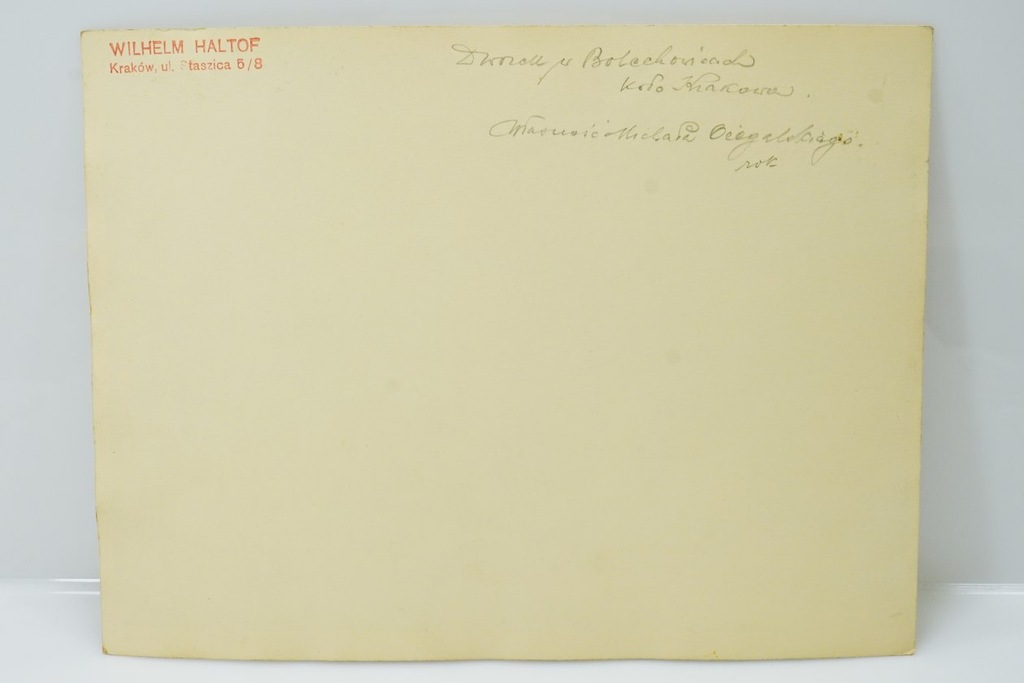 WILHELM HALTOF
Kraków, ul. Staszica 5/8
Dworek w Bolechowicach
koło Krakowa.
Własność Michała
rok